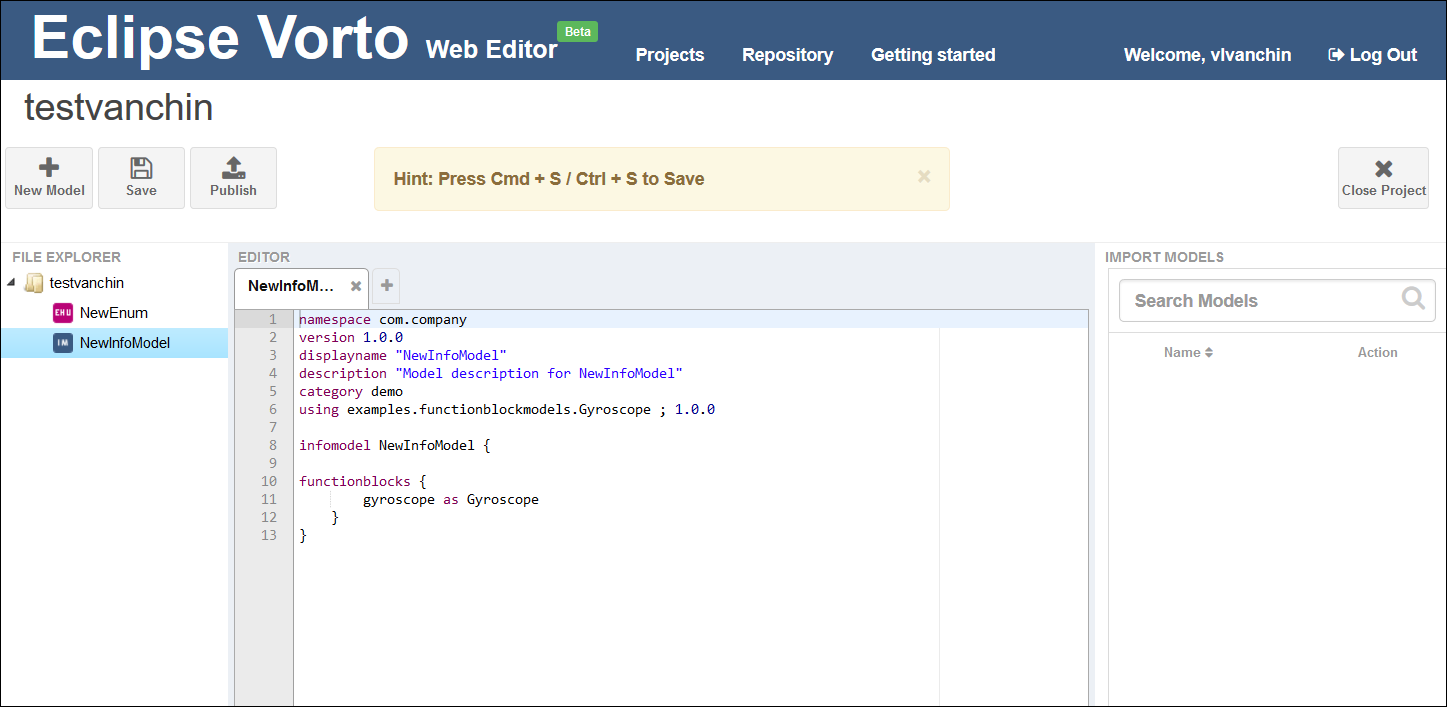 Eclipse Vorto Web Editor Beta Projects Repository Getting started Welcome, vlvanchin Log Out
testvanchin
New Model Save Publish
Hint: Press Cmd + S / Ctrl + S to Save
Close Project
FILE EXPLORER
testvanchin
ENU NewEnum
IM NewInfoModel
EDITOR
NewInfoM...
1 namespace com.company
2 version 1.0.0
3 displayname "NewInfoModel"
4 description "Model description for NewInfoModel"
5 category demo
6 using examples.functionblockmodels.Gyroscope ; 1.0.0
7
8 infomodel NewInfoModel {
9
10 functionblocks {
11 gyroscope as Gyroscope
12 }
13 }
IMPORT MODELS
Search Models
Name Action